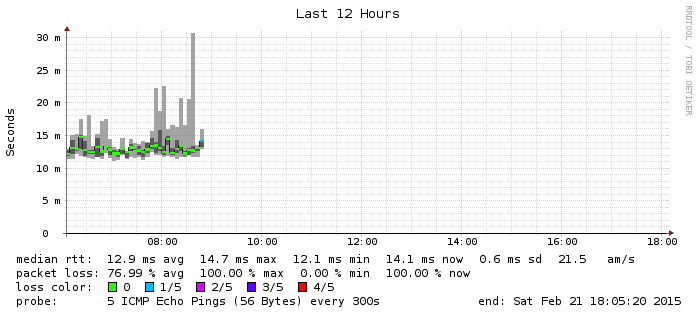 Last 12 Hours
RRDTOOL / TOBI OETIKER
Seconds
30 m
25 m
20 m
15 m
10 m
5 m
0
08:00 10:00 12:00 14:00 16:00 18:00
median rtt: 12.9 ms avg 14.7 ms max 12.1 ms min 14.1 ms now 0.6 ms sd 21.5 am/s
packet loss: 76.99 % avg 100.00 % max 0.00 % min 100.00 % now
loss color: 0 1/5 2/5 3/5 4/5
probe: 5 ICMP Echo Pings (56 Bytes) every 300s end: Sat Feb 21 18:05:20 2015